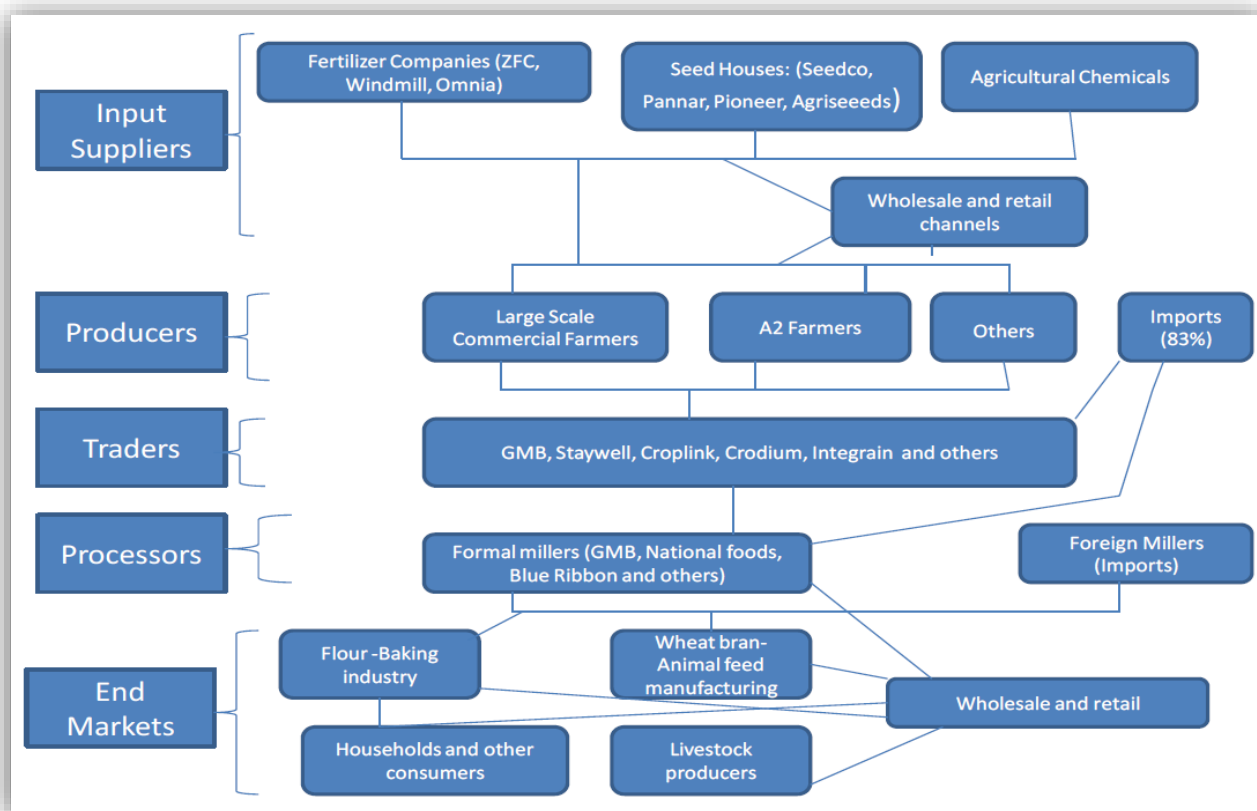 Fertilizer Companies (ZFC,
Windmill, Omnia)
Seed Houses: (Seedco,
Pannar, Pioneer, Agriseeeds)
Agricultural Chemicals
Input
Suppliers
Wholesale and retail
channels
Producers
Large Scale
Commercial Farmers
A2 Farmers
Others
Imports
(83%)
Traders
GMB, Staywell, Croplink, Crodium, Integrain and others
Processors
Formal millers (GMB, National foods,
Blue Ribbon and others)
Foreign Millers
(Imports)
End
Markets
Flour -Baking
industry
Wheat bran-
Animal feed
manufacturing
Wholesale and retail
Households and other
consumers
Livestock
producers